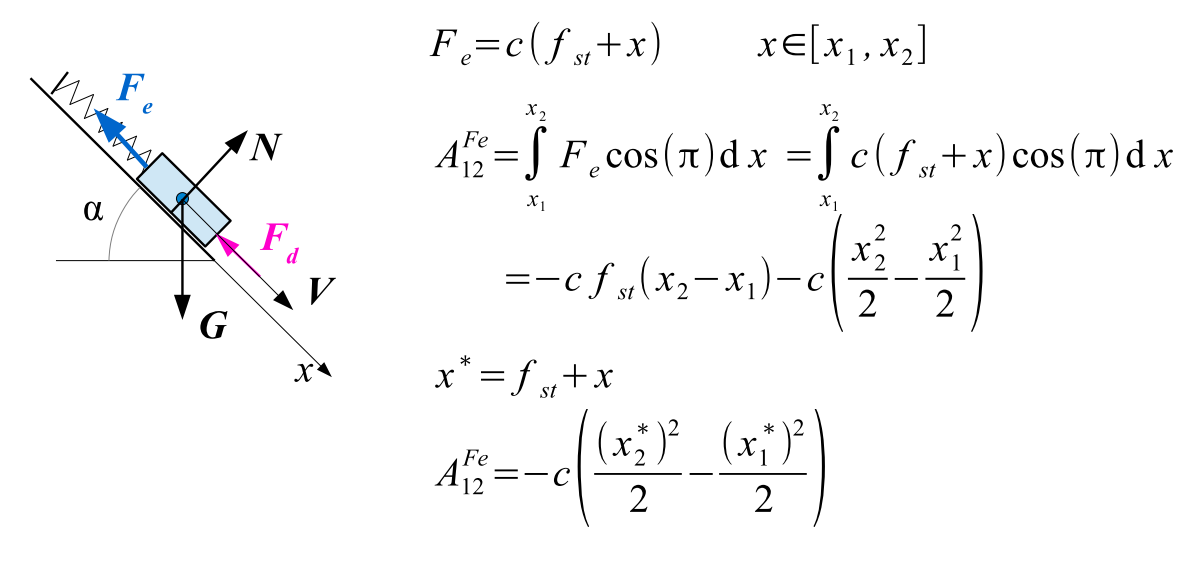 F_e = c(f_st + x)    x ∈ [x_1, x_2]
A_12^Fe = ∫_{x_1}^{x_2} F_e cos(π) d x = ∫_{x_1}^{x_2} c(f_st + x) cos(π) d x
= −c f_st (x_2 − x_1) − c(x_2^2/2 − x_1^2/2)
x^* = f_st + x
A_12^Fe = −c((x_2^*)^2/2 − (x_1^*)^2/2)
F_e
N
α
F_d
V
G
x